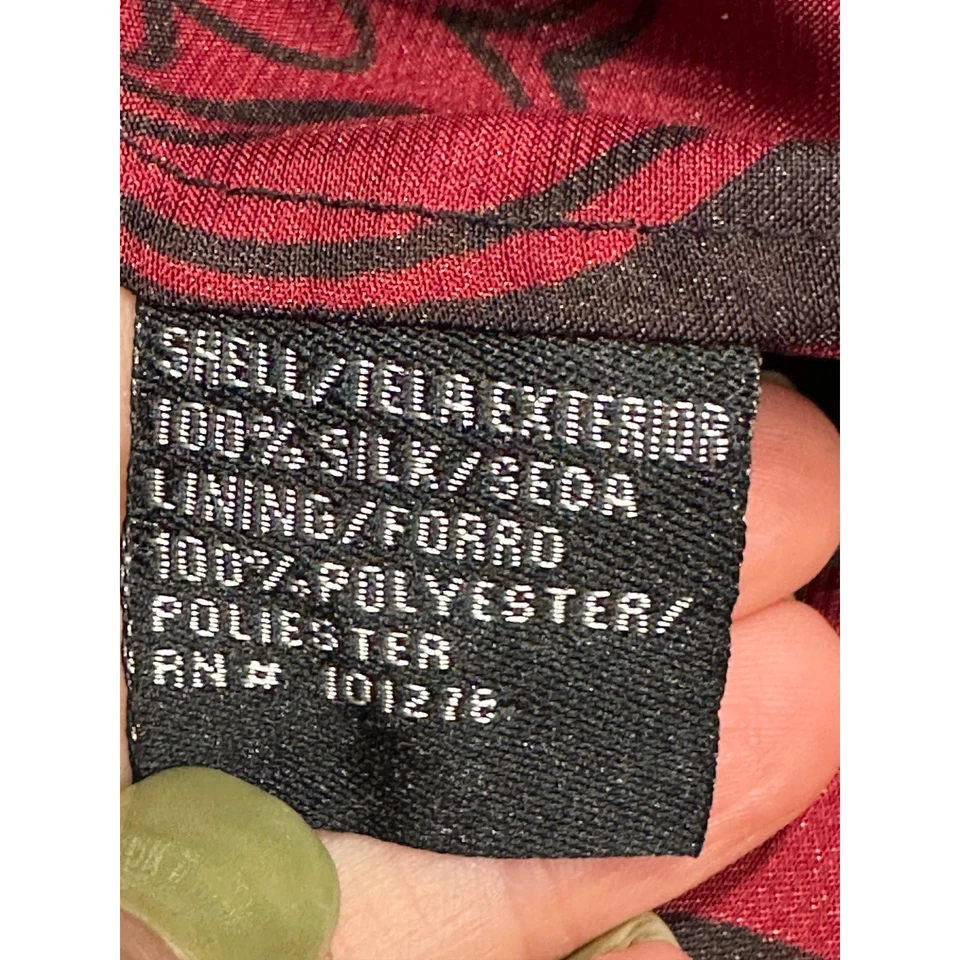 SHELL/TELA EXTERIOR
100% SILK/SEDA
LINING/FORRO
100% POLYESTER/
POLIESTER
RN# 101276